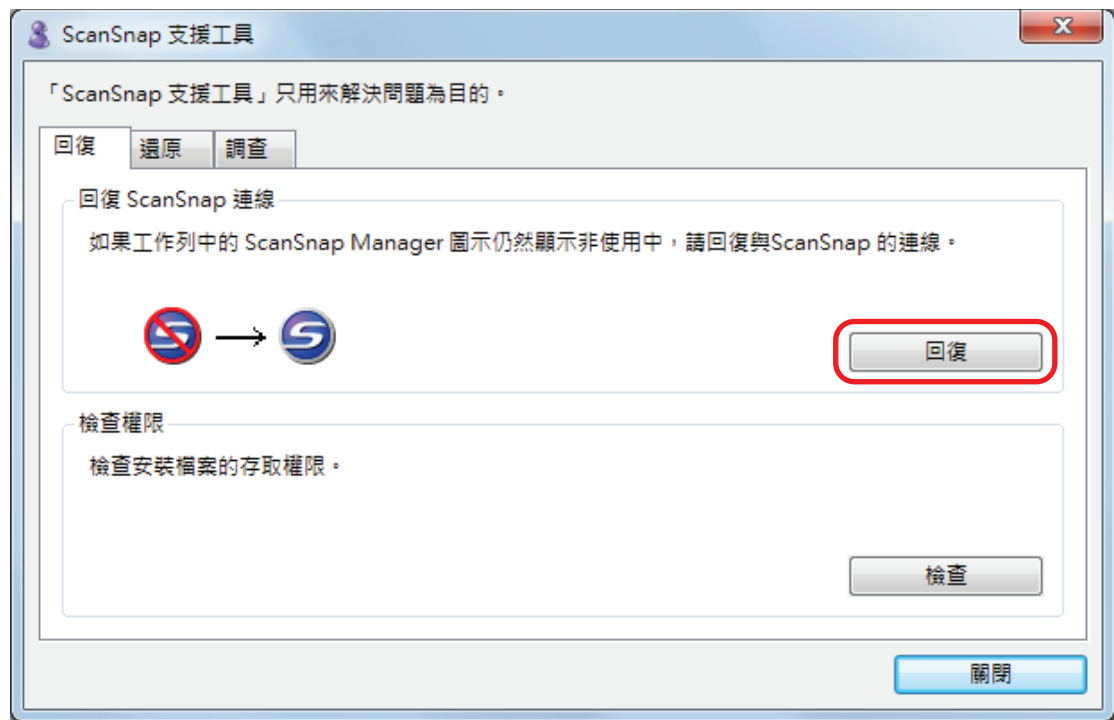 ScanSnap 支援工具
「ScanSnap 支援工具」只用來解決問題為目的。
回復 還原 調查
回復 ScanSnap 連線
如果工作列中的 ScanSnap Manager 圖示仍然顯示非使用中，請回復與ScanSnap 的連線。
回復
檢查權限
檢查安裝檔案的存取權限。
檢查
關閉